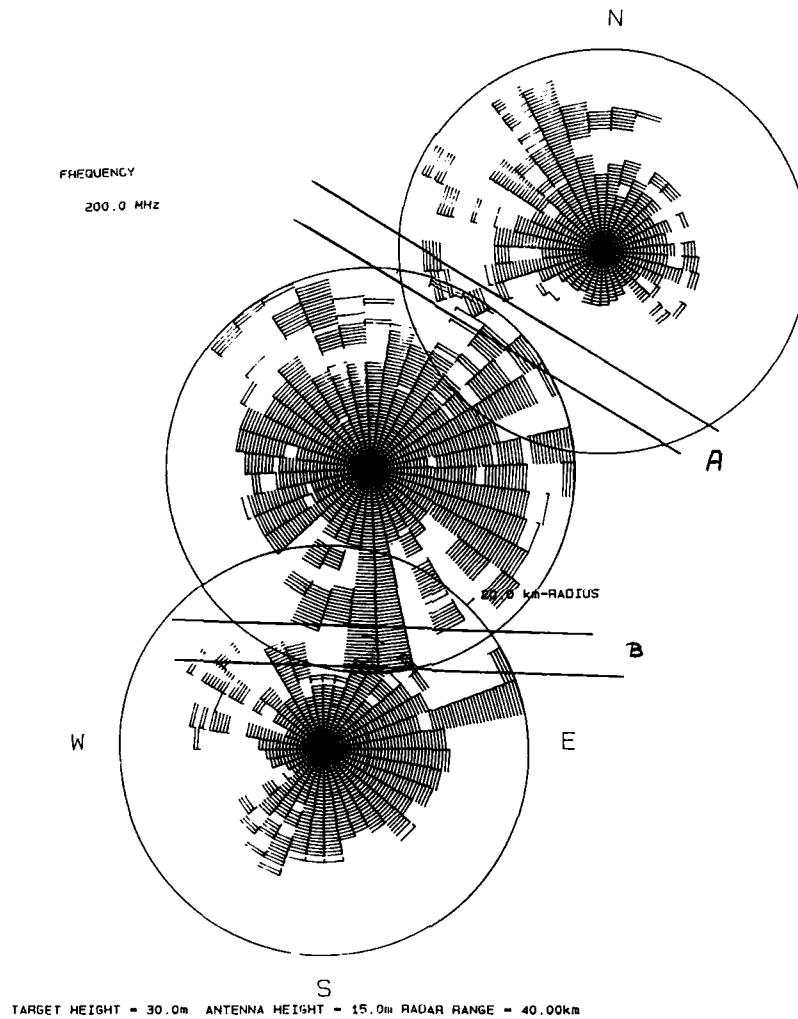 N
FREQUENCY
200.0 MHz
A
20.0 km-RADIUS
B
W
E
S
TARGET HEIGHT = 30.0m ANTENNA HEIGHT = 15.0m RADAR RANGE = 40.00km